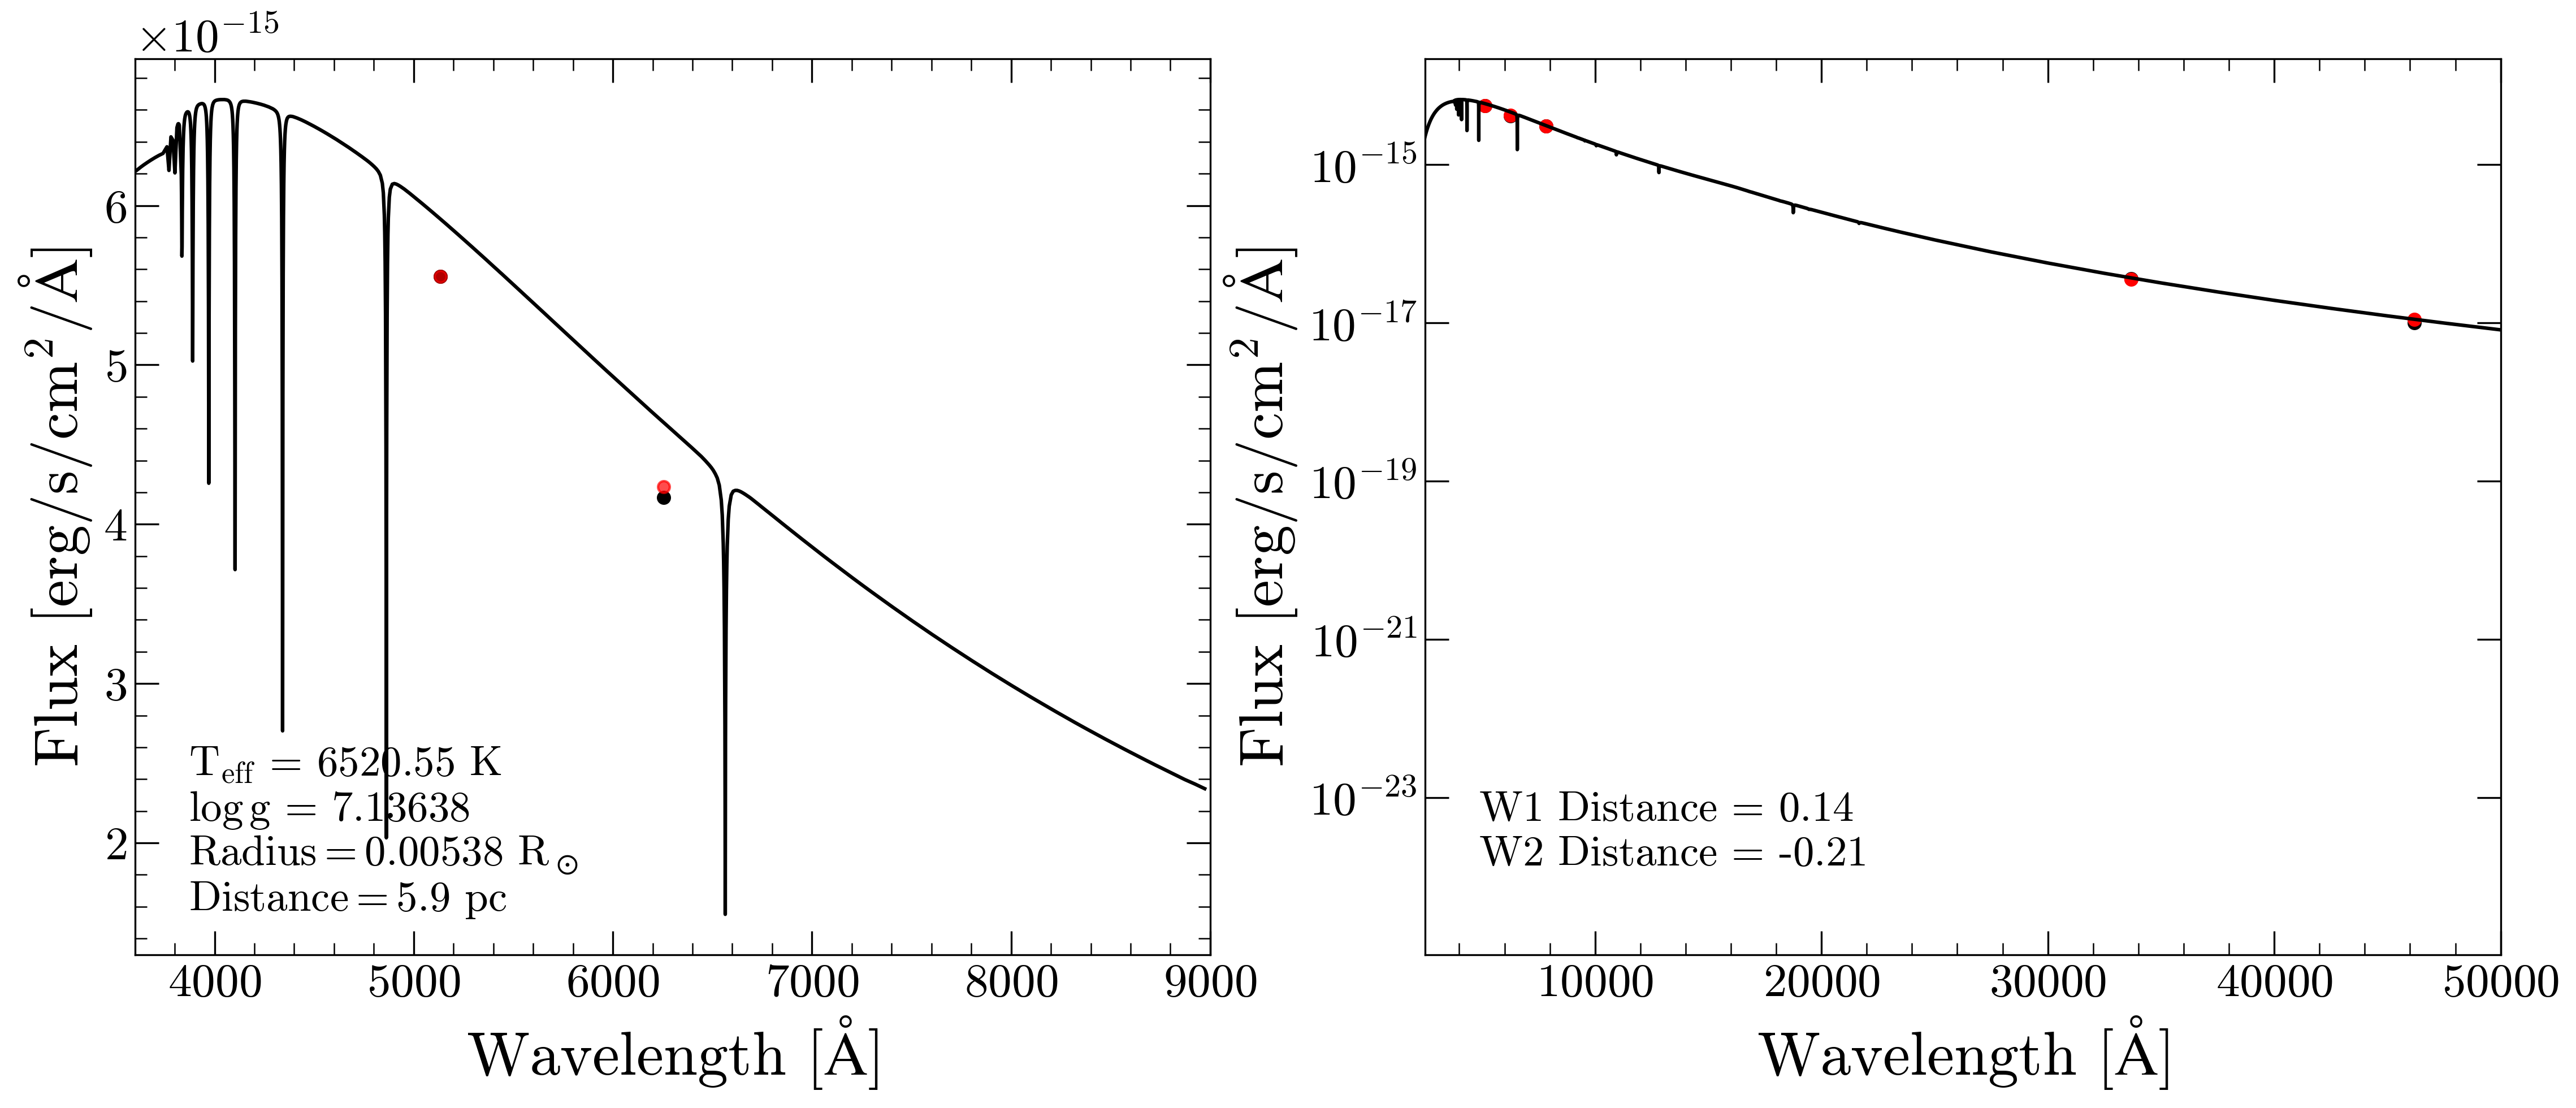 ×10⁻¹⁵
6
5
4
3
2
Flux [erg/s/cm²/Å]
T_eff = 6520.55 K
log g = 7.13638
Radius = 0.00538 R_⊙
Distance = 5.9 pc
4000 5000 6000 7000 8000 9000
Wavelength [Å]
10⁻¹⁵
10⁻¹⁷
10⁻¹⁹
10⁻²¹
10⁻²³
Flux [erg/s/cm²/Å]
W1 Distance = 0.14
W2 Distance = -0.21
10000 20000 30000 40000 50000
Wavelength [Å]